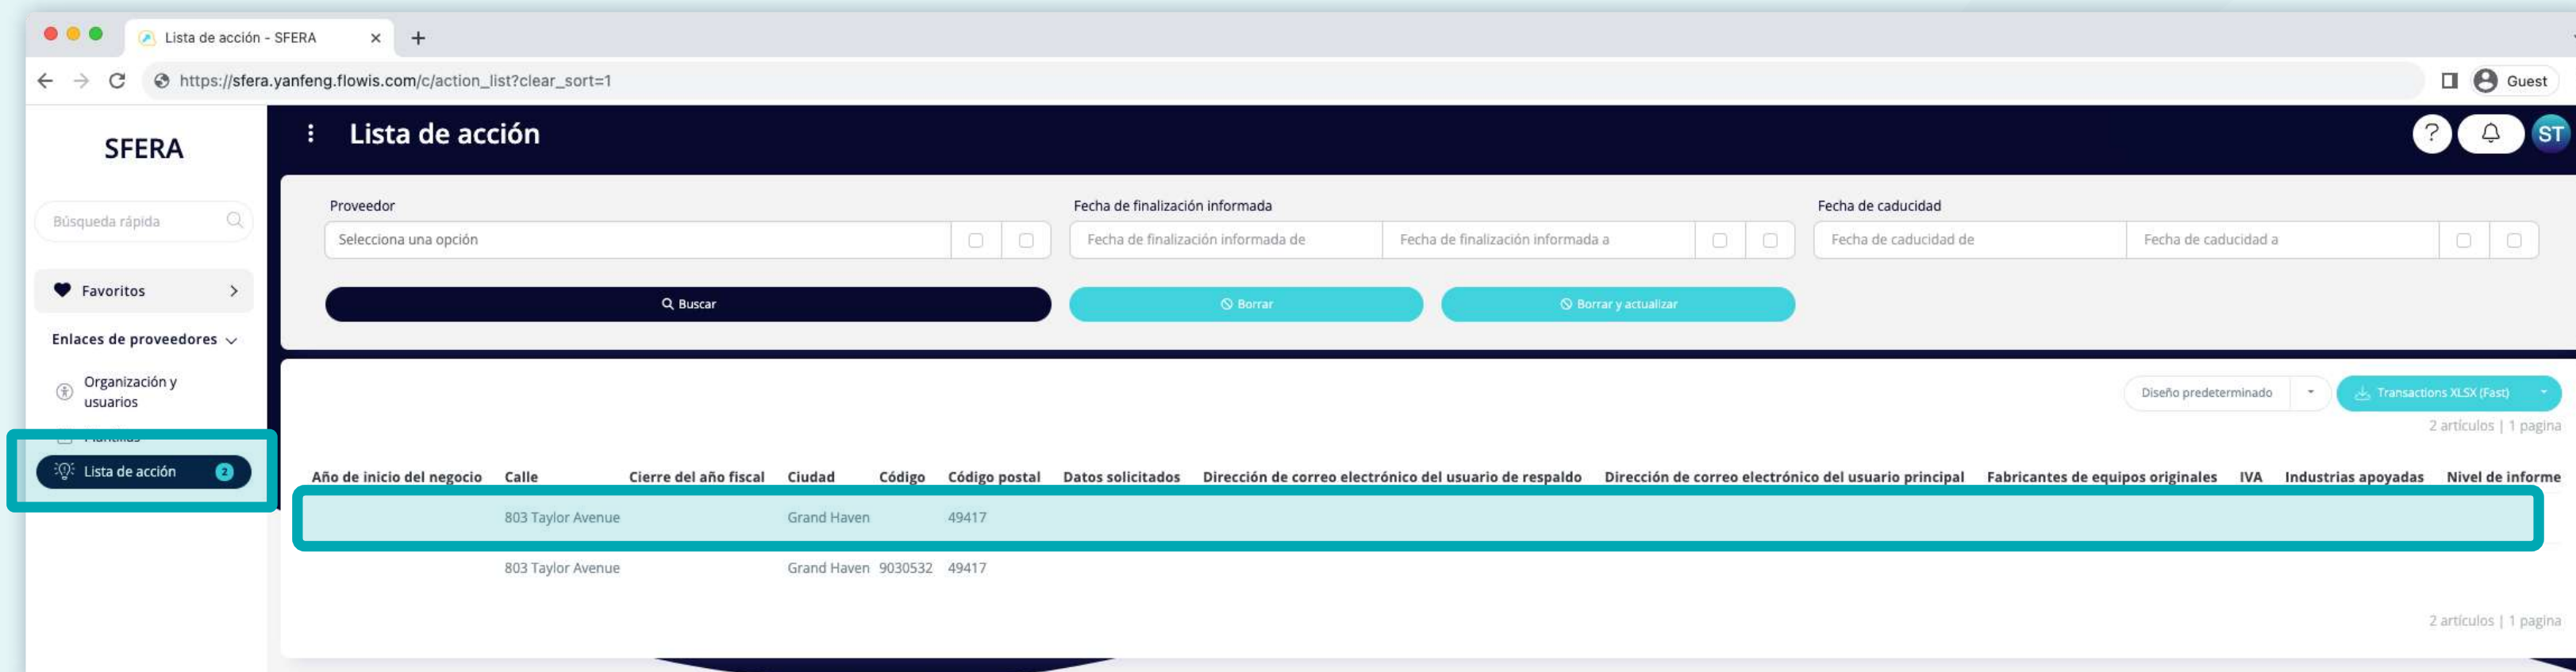 Lista de acción - SFERA
https://sfera.yanfeng.flowis.com/c/action_list?clear_sort=1
Guest
SFERA
Lista de acción
?
ST
Búsqueda rápida
Proveedor
Fecha de finalización informada
Fecha de caducidad
Selecciona una opción
Fecha de finalización informada de
Fecha de finalización informada a
Fecha de caducidad de
Fecha de caducidad a
Favoritos
Buscar
Borrar
Borrar y actualizar
Enlaces de proveedores
Organización y
usuarios
Diseño predeterminado
Transactions XLSX (Fast)
2 artículos | 1 pagina
Lista de acción 2
Año de inicio del negocio Calle Cierre del año fiscal Ciudad Código Código postal Datos solicitados Dirección de correo electrónico del usuario de respaldo Dirección de correo electrónico del usuario principal Fabricantes de equipos originales IVA Industrias apoyadas Nivel de informe
803 Taylor Avenue Grand Haven 49417
803 Taylor Avenue Grand Haven 9030532 49417
2 artículos | 1 pagina